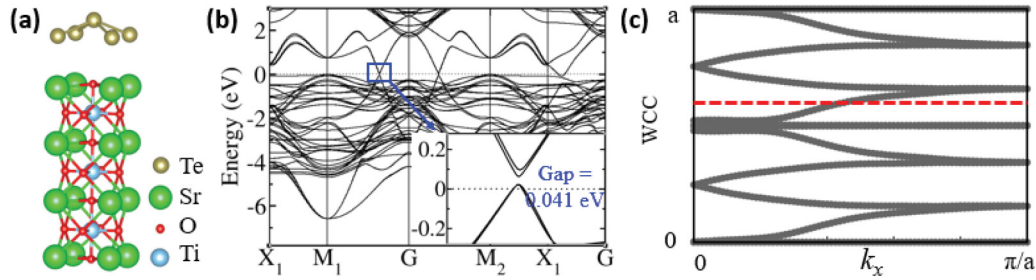 (a)
Te
Sr
O
Ti
(b)
Energy (eV)
2
0
-2
-4
-6
X1 M1 G M2 X1 G
0.2
0
-0.2
Gap =
0.041 eV
(c)
WCC
a
0
0 kx π/a